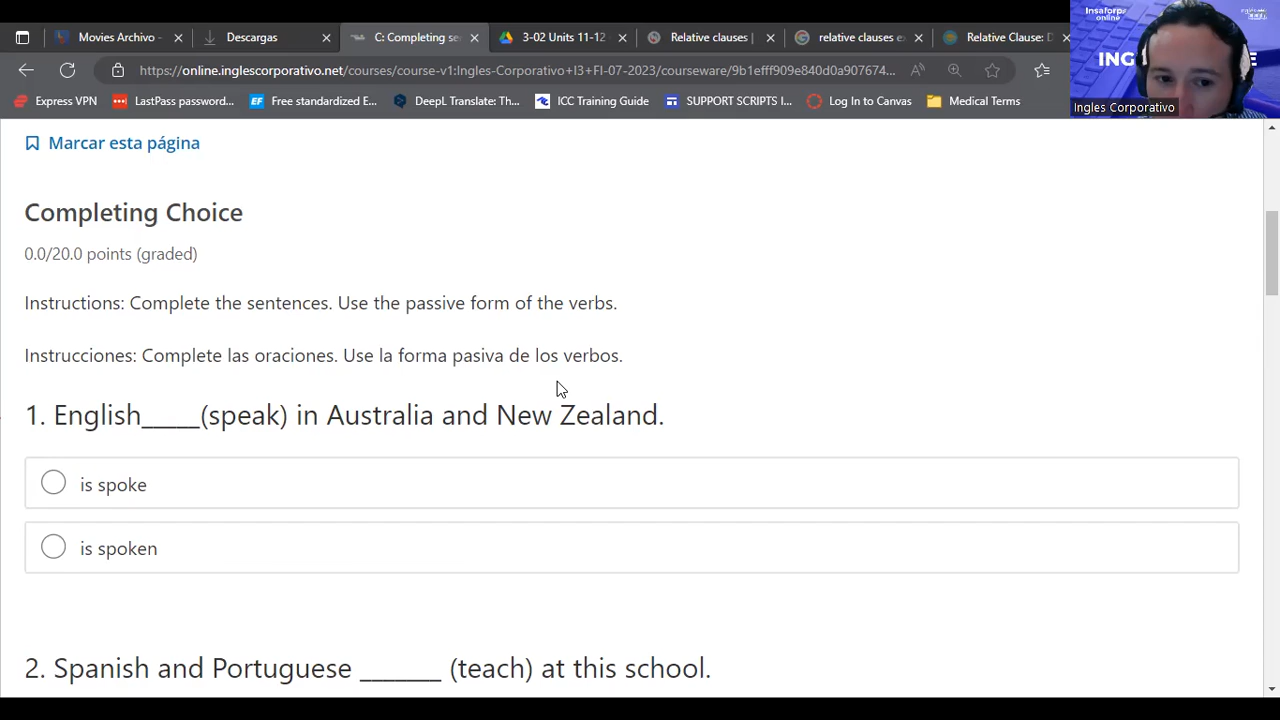 Movies Archivo -
Descargas
C: Completing se
3-02 Units 11-12
Relative clauses |
relative clauses e
Relative Clause: D
https://online.inglescorporativo.net/courses/course-v1:Ingles-Corporativo+I3+FI-07-2023/courseware/9b1efff909e840d0a907674...
Express VPN
LastPass password...
EF Free standardized E...
DeepL Translate: Th...
ICC Training Guide
SUPPORT SCRIPTS I...
Log In to Canvas
Medical Terms
Insaforp
online
ING
E
Ingles Corporativo
Marcar esta página
Completing Choice
0.0/20.0 points (graded)
Instructions: Complete the sentences. Use the passive form of the verbs.
Instrucciones: Complete las oraciones. Use la forma pasiva de los verbos.
1. English_____(speak) in Australia and New Zealand.
is spoke
is spoken
2. Spanish and Portuguese _______ (teach) at this school.